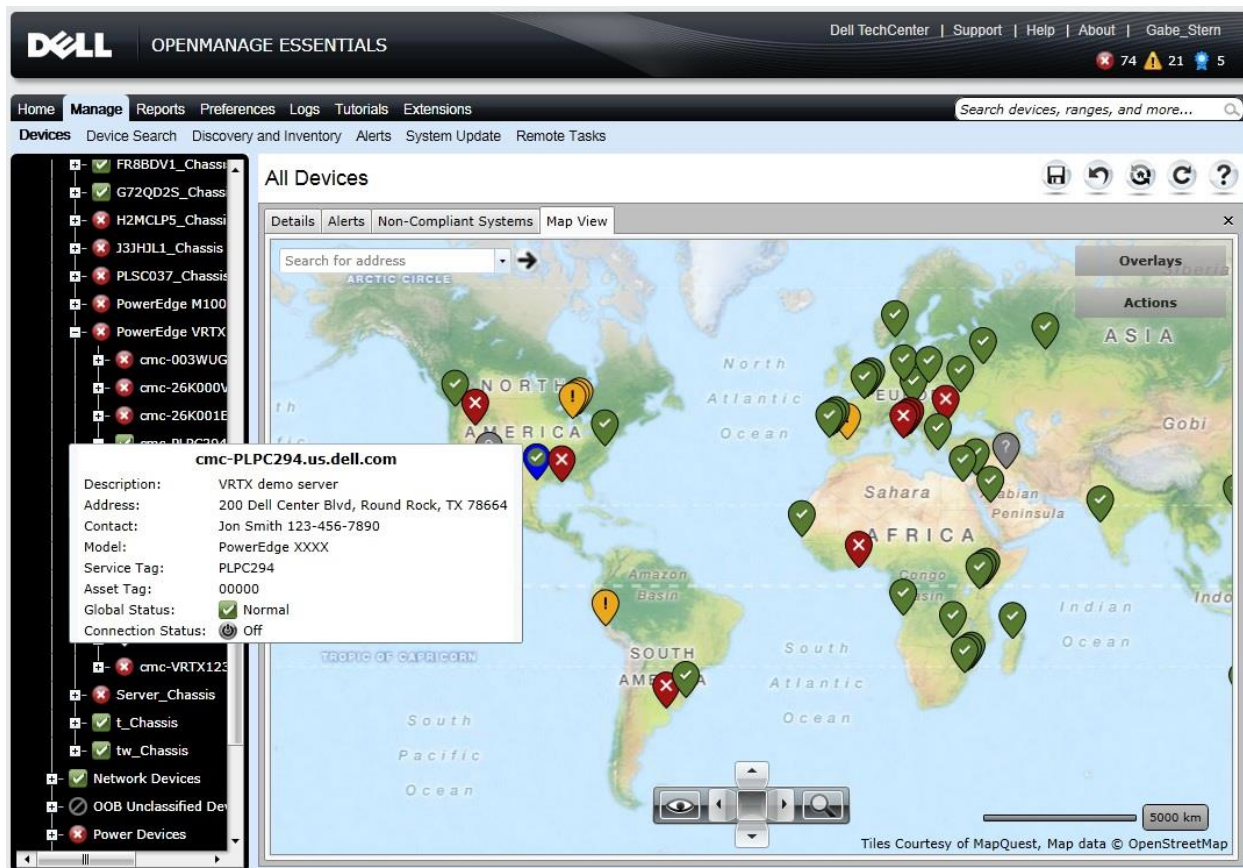 DELL OPENMANAGE ESSENTIALS
Dell TechCenter | Support | Help | About | Gabe_Stern
74 21 5
Home Manage Reports Preferences Logs Tutorials Extensions
Search devices, ranges, and more...
Devices Device Search Discovery and Inventory Alerts System Update Remote Tasks
FR8BDV1_Chassi
G72QD2S_Chass
H2MCLP5_Chassi
J3JHJL1_Chassis
PLSC037_Chassis
PowerEdge M100
PowerEdge VRTX
cmc-003WUG
cmc-26K000V
cmc-26K001E
cmc-PLPC294
All Devices
Details Alerts Non-Compliant Systems Map View
Search for address
Overlays
Actions
ARCTIC CIRCLE
Siberia
ASIA
North
Atlantic
Ocean
NORTH
AMERICA
Gobi
Sahara
Arabian
Peninsula
AFRICA
Congo
Basin
Amazon
Basin
Indian
Ocean
Indo
SOUTH
South
Atlantic
Ocean
TROPIC OF CAPRICORN
South
Pacific
Ocean
cmc-PLPC294.us.dell.com
Description: VRTX demo server
Address: 200 Dell Center Blvd, Round Rock, TX 78664
Contact: Jon Smith 123-456-7890
Model: PowerEdge XXXX
Service Tag: PLPC294
Asset Tag: 00000
Global Status: Normal
Connection Status: Off
cmc-VRTX123
Server_Chassis
t_Chassis
tw_Chassis
Network Devices
OOB Unclassified Dev
Power Devices
5000 km
Tiles Courtesy of MapQuest, Map data © OpenStreetMap